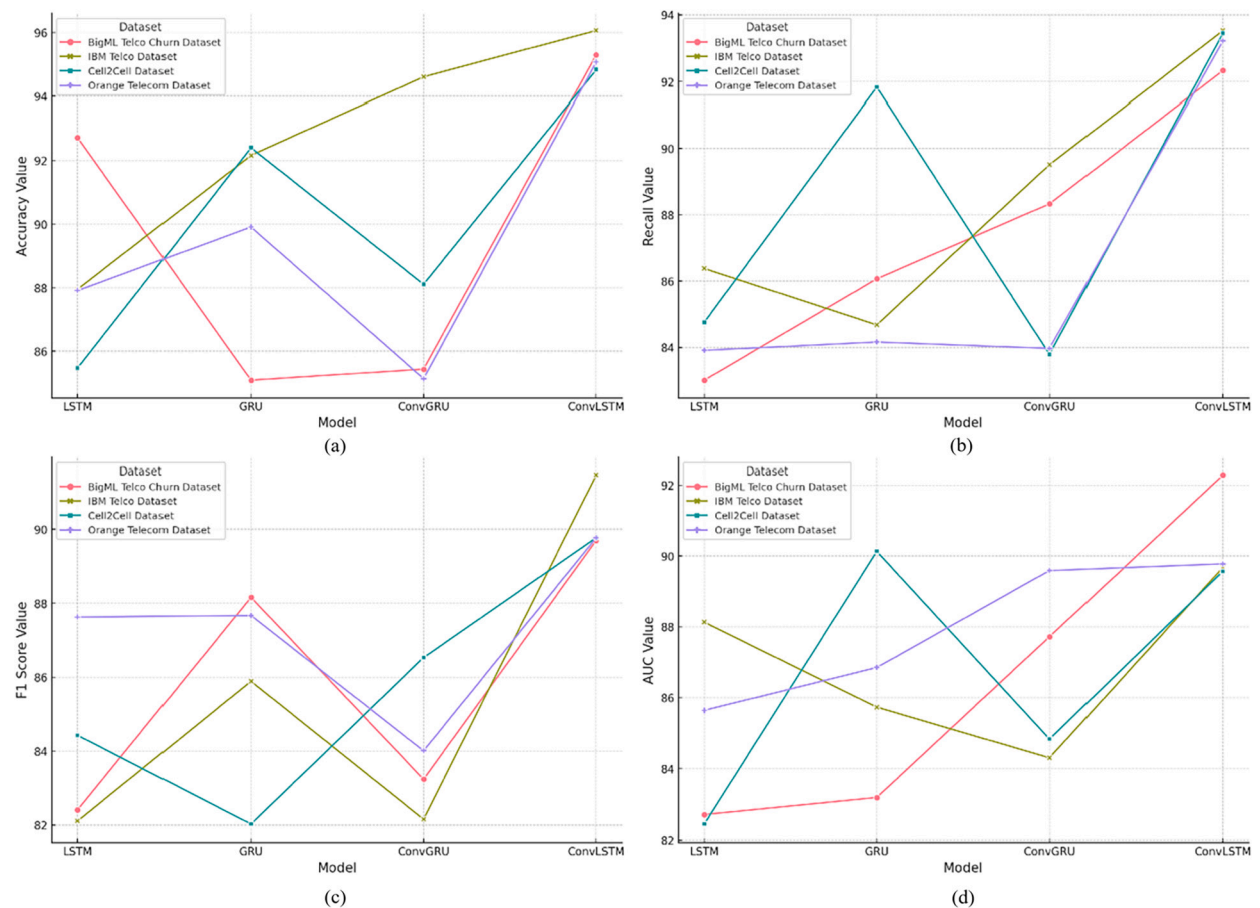 Dataset
BigML Telco Churn Dataset
IBM Telco Dataset
Cell2Cell Dataset
Orange Telecom Dataset
96
94
92
90
88
86
Accuracy Value
LSTM GRU ConvGRU ConvLSTM
Model
(a)
Dataset
BigML Telco Churn Dataset
IBM Telco Dataset
Cell2Cell Dataset
Orange Telecom Dataset
94
92
90
88
86
84
Recall Value
LSTM GRU ConvGRU ConvLSTM
Model
(b)
Dataset
BigML Telco Churn Dataset
IBM Telco Dataset
Cell2Cell Dataset
Orange Telecom Dataset
90
88
86
84
82
F1 Score Value
LSTM GRU ConvGRU ConvLSTM
Model
(c)
Dataset
BigML Telco Churn Dataset
IBM Telco Dataset
Cell2Cell Dataset
Orange Telecom Dataset
92
90
88
86
84
82
AUC Value
LSTM GRU ConvGRU ConvLSTM
Model
(d)